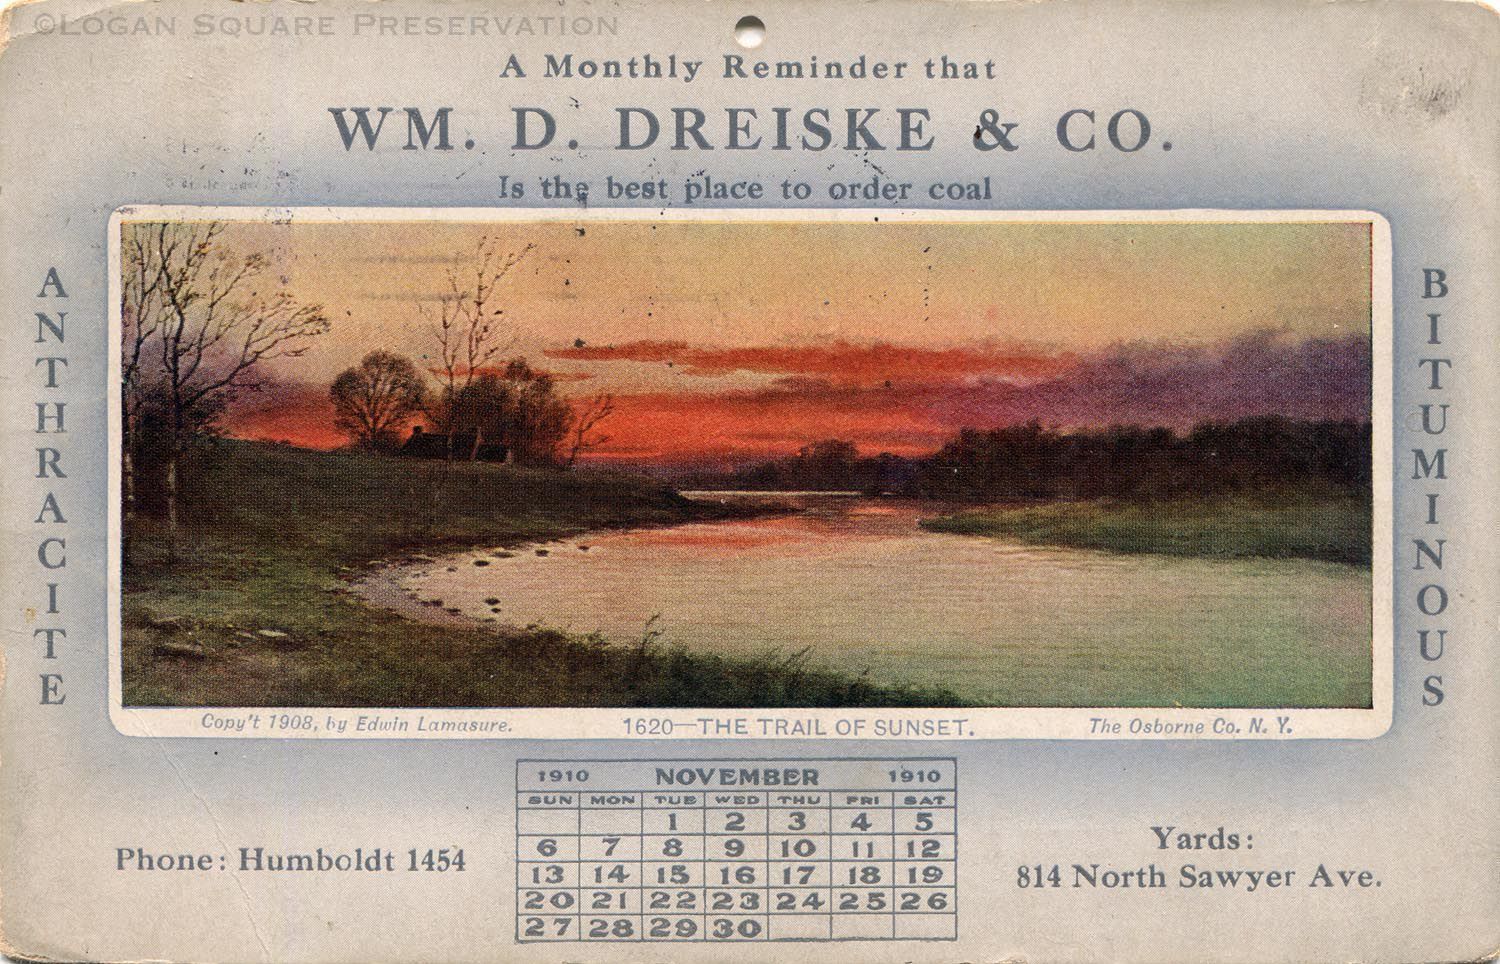 ©LOGAN SQUARE PRESERVATION
A Monthly Reminder that
WM. D. DREISKE & CO.
Is the best place to order coal
ANTHRACITE
BITUMINOUS
Copy't 1908, by Edwin Lamasure.
1620—THE TRAIL OF SUNSET.
The Osborne Co. N. Y.
1910 NOVEMBER 1910
SUN MON TUE WED THU FRI SAT
1 2 3 4 5
6 7 8 9 10 11 12
13 14 15 16 17 18 19
20 21 22 23 24 25 26
27 28 29 30
Phone: Humboldt 1454
Yards:
814 North Sawyer Ave.